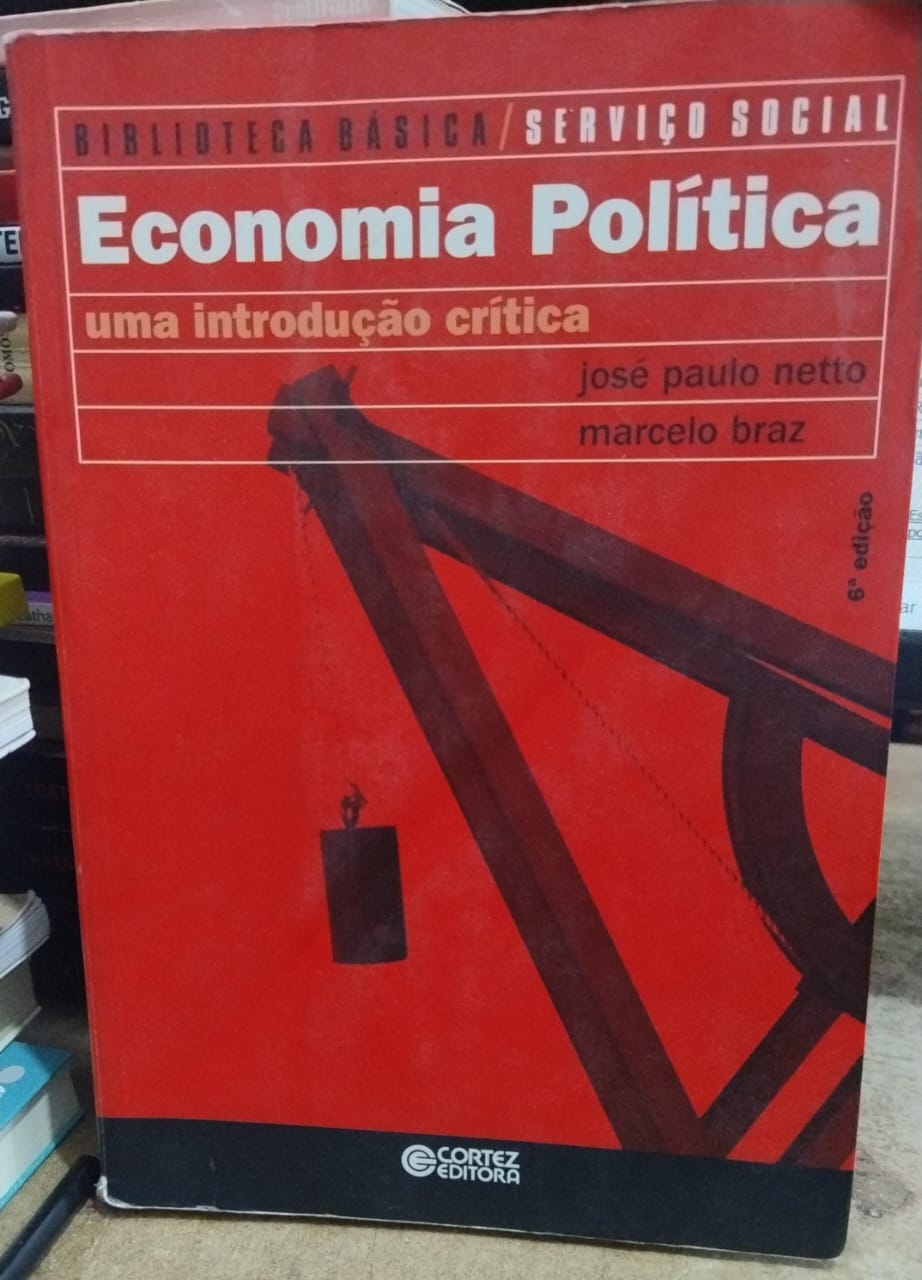 BIBLIOTECA BÁSICA / SERVIÇO SOCIAL
Economia Política
uma introdução crítica
josé paulo netto
marcelo braz
6ª edição
CORTEZ
EDITORA